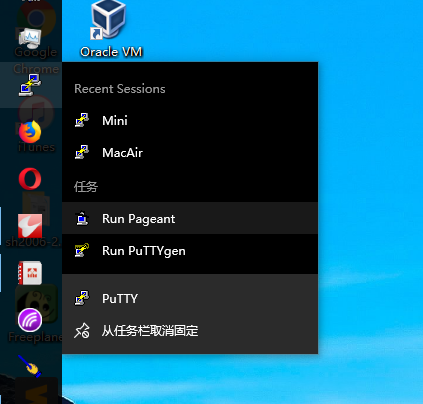 Oracle VM
Google
Chrome
Recent Sessions
Mini
MacAir
iTunes
任务
Run Pageant
sh2006-2.
Run PuTTYgen
PuTTY
从任务栏取消固定
Freeplane